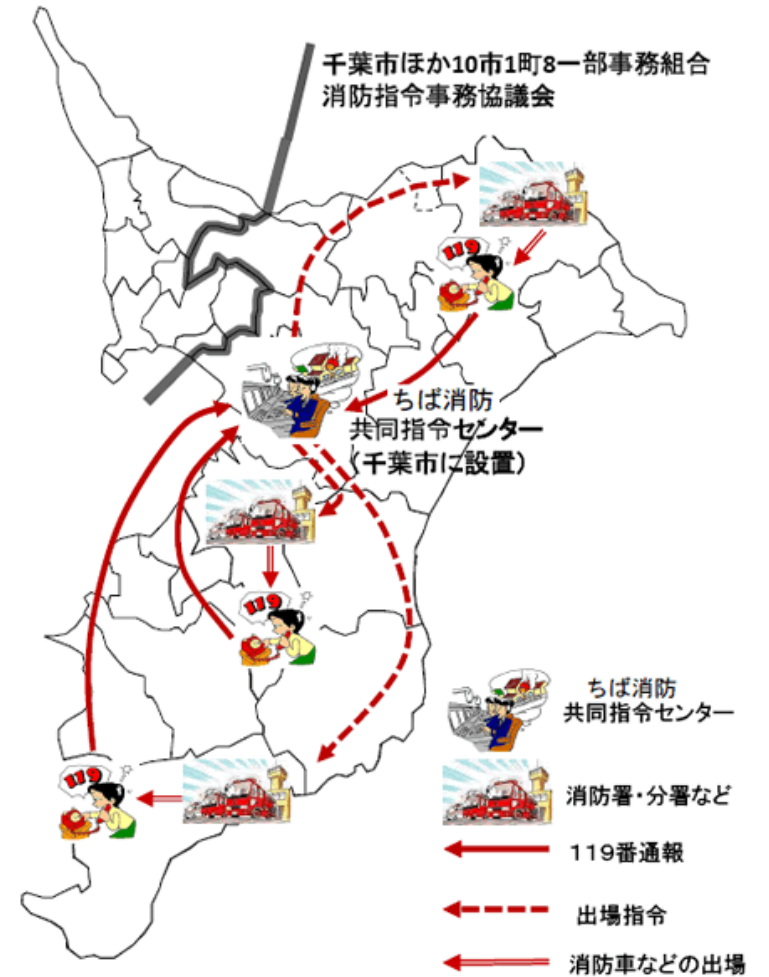 千葉市ほか10市1町8一部事務組合
消防指令事務協議会
119
ちば消防
共同指令センター
（千葉市に設置）
119
119
ちば消防
共同指令センター
消防署・分署など
119番通報
出場指令
消防車などの出場